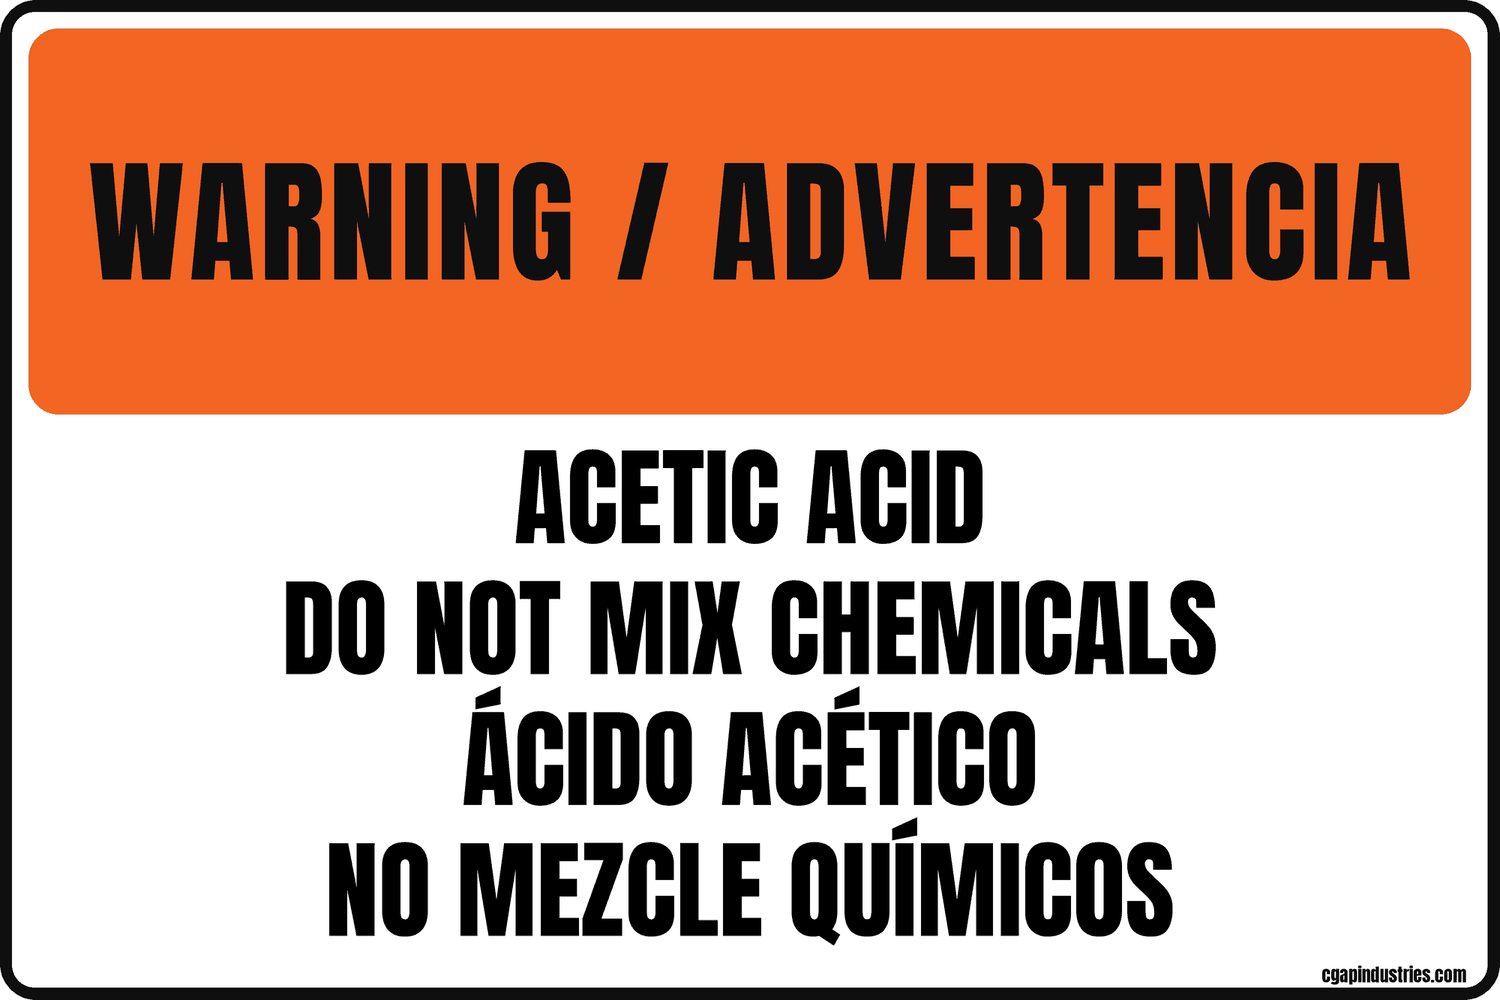 WARNING / ADVERTENCIA
ACETIC ACID
DO NOT MIX CHEMICALS
ÁCIDO ACÉTICO
NO MEZCLE QUÍMICOS
cgapindustries.com